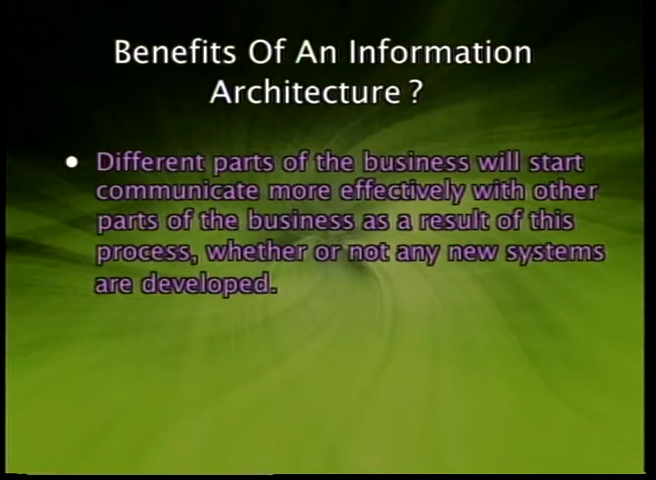 Benefits Of An Information
Architecture ?
• Different parts of the business will start
communicate more effectively with other
parts of the business as a result of this
process, whether or not any new systems
are developed.